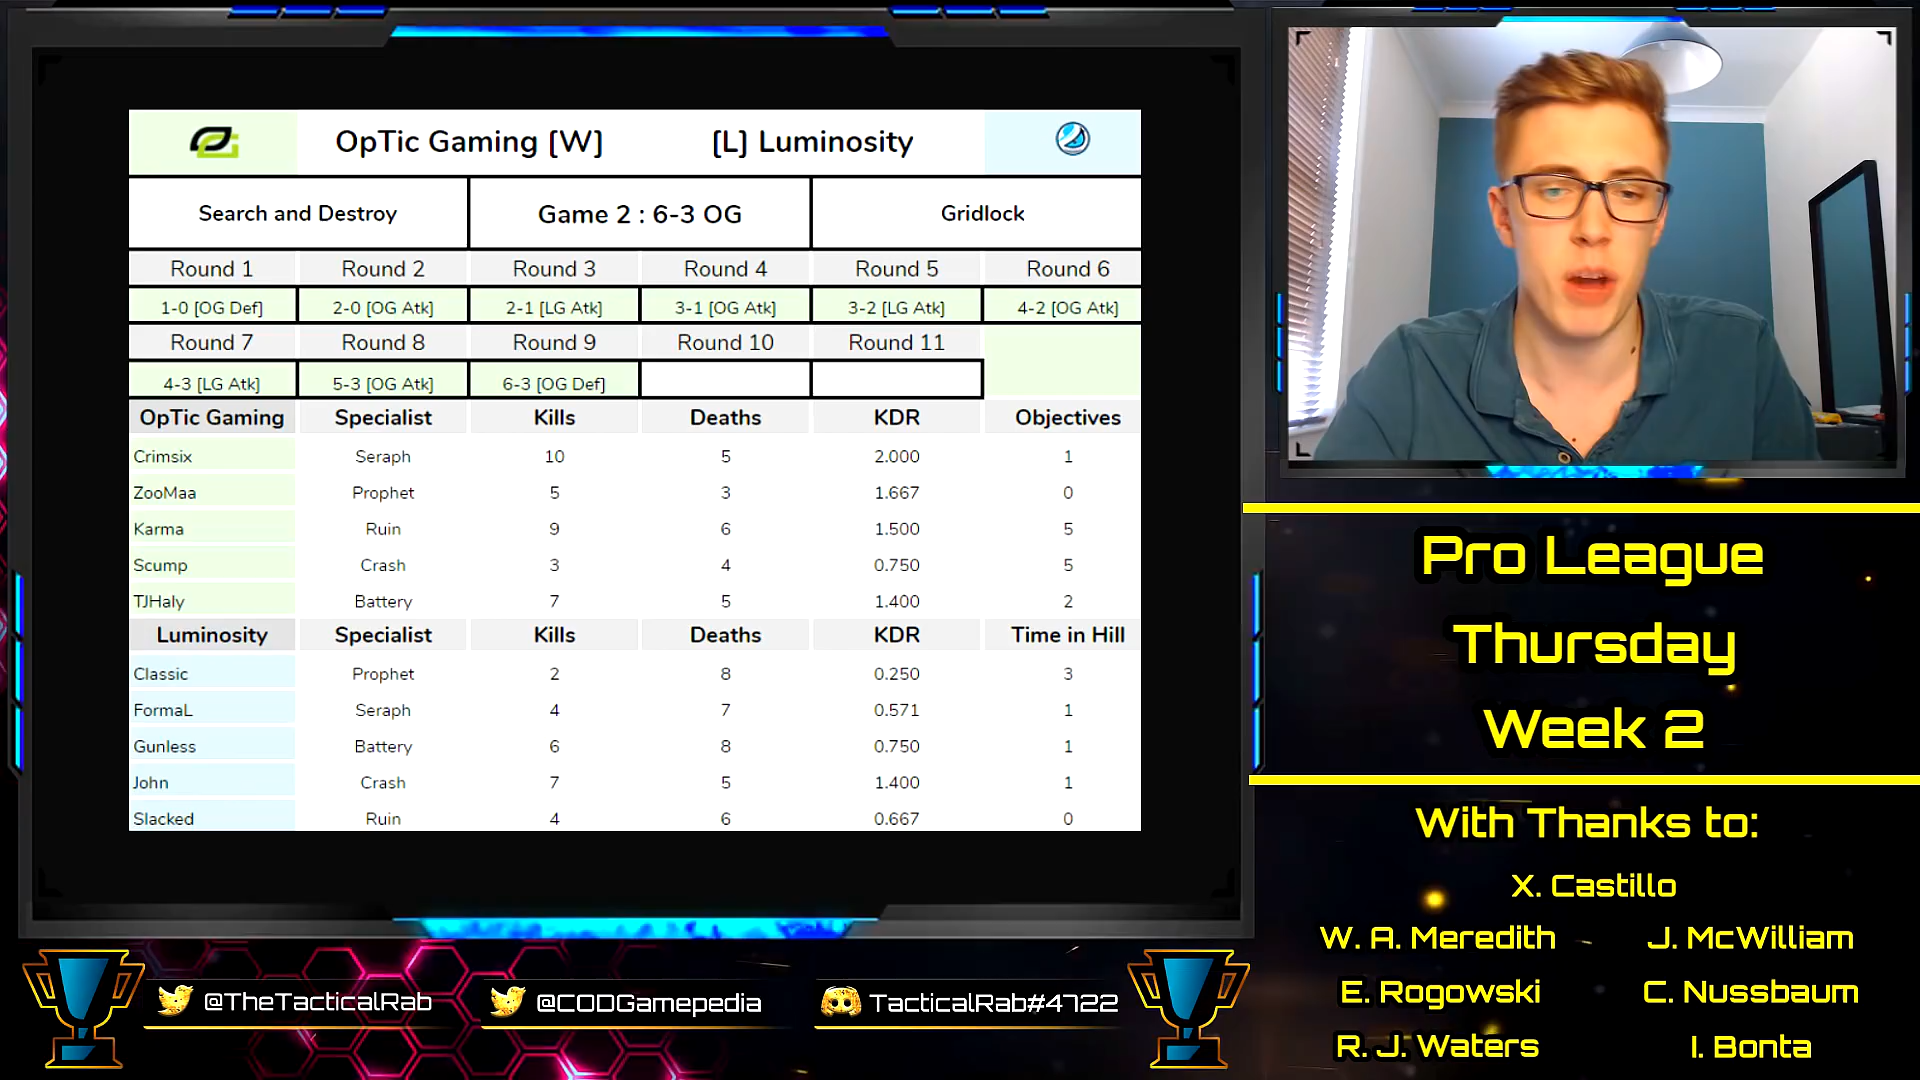 OpTic Gaming [W] [L] Luminosity
Search and Destroy Game 2 : 6-3 OG Gridlock
Round 1 Round 2 Round 3 Round 4 Round 5 Round 6
1-0 [OG Def] 2-0 [OG Atk] 2-1 [LG Atk] 3-1 [OG Atk] 3-2 [LG Atk] 4-2 [OG Atk]
Round 7 Round 8 Round 9 Round 10 Round 11
4-3 [LG Atk] 5-3 [OG Atk] 6-3 [OG Def]
OpTic Gaming Specialist Kills Deaths KDR Objectives
Crimsix Seraph 10 5 2.000 1
ZooMaa Prophet 5 3 1.667 0
Karma Ruin 9 6 1.500 5
Scump Crash 3 4 0.750 5
TJHaly Battery 7 5 1.400 2
Luminosity Specialist Kills Deaths KDR Time in Hill
Classic Prophet 2 8 0.250 3
FormaL Seraph 4 7 0.571 1
Gunless Battery 6 8 0.750 1
John Crash 7 5 1.400 1
Slacked Ruin 4 6 0.667 0
Pro League
Thursday
Week 2
With Thanks to:
X. Castillo
W. A. Meredith J. McWilliam
E. Rogowski C. Nussbaum
R. J. Waters I. Bonta
@TheTacticalRab @CODGamepedia TacticalRab#4722